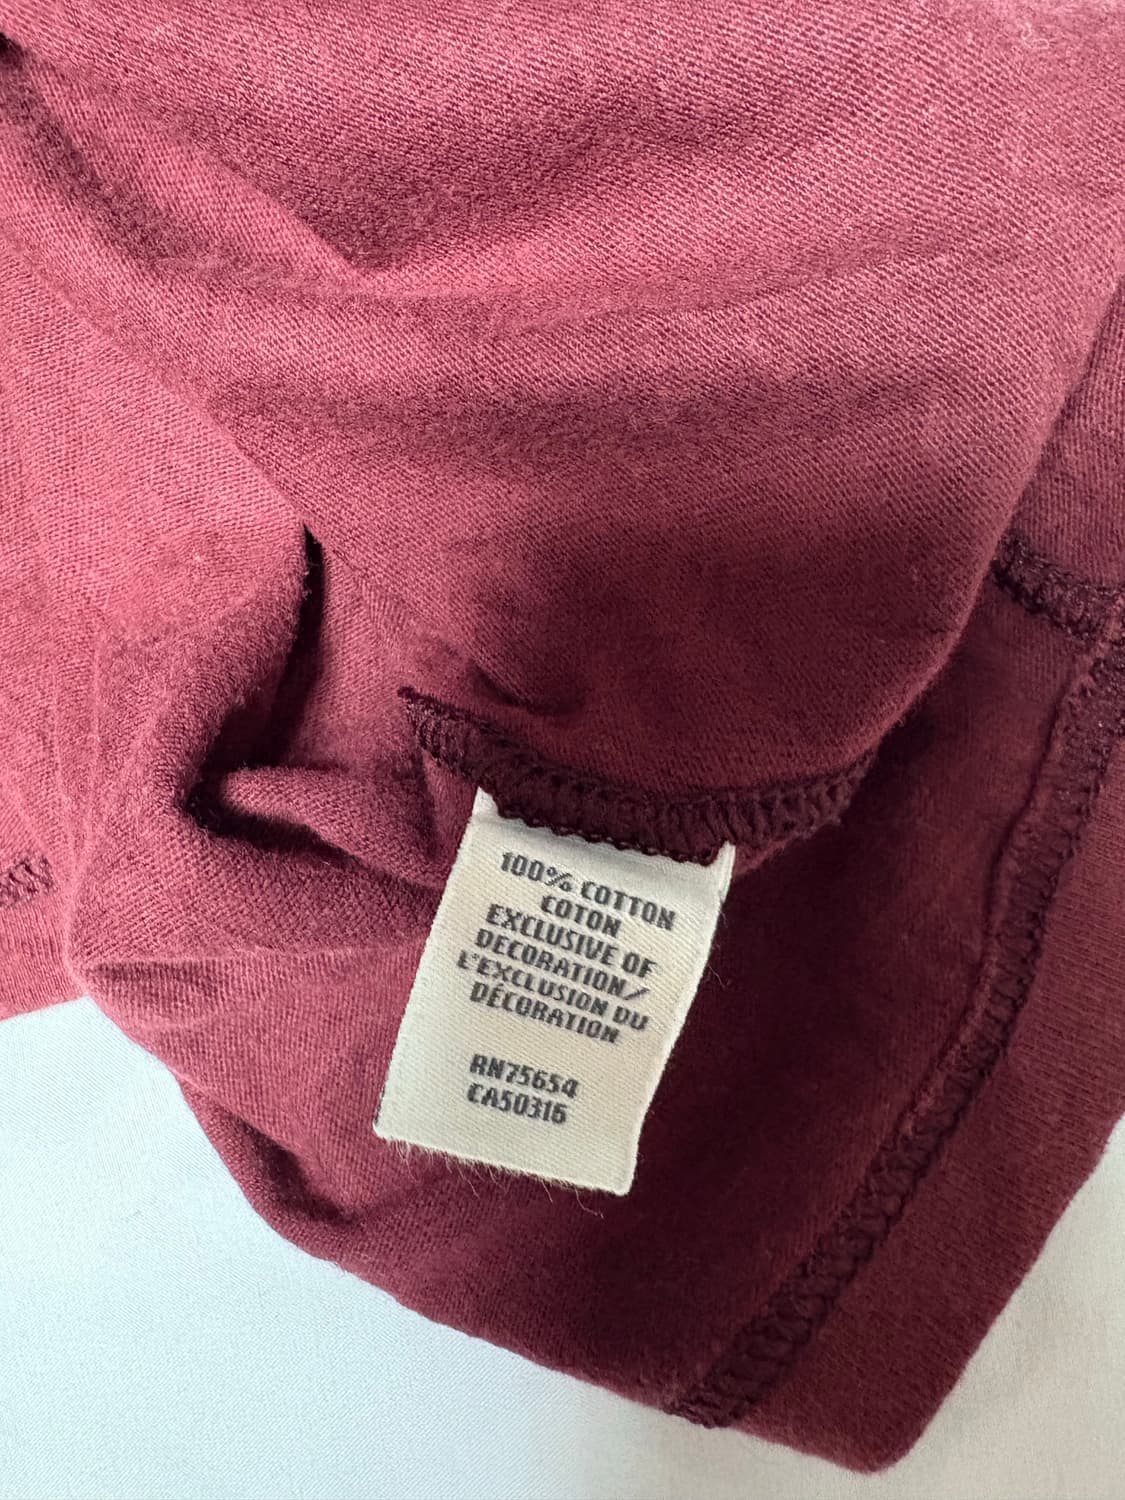 100% COTTON
COTON
EXCLUSIVE OF
DECORATION/
L'EXCLUSION DU
DÉCORATION
RN75654
CA50316